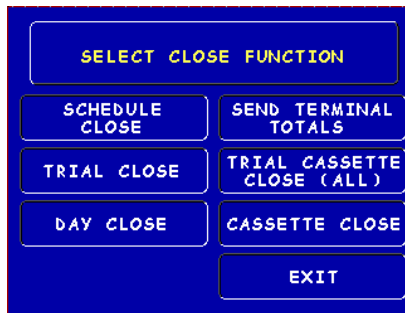 SELECT CLOSE FUNCTION
SCHEDULE
CLOSE
SEND TERMINAL
TOTALS
TRIAL CLOSE
TRIAL CASSETTE
CLOSE (ALL)
DAY CLOSE
CASSETTE CLOSE
EXIT